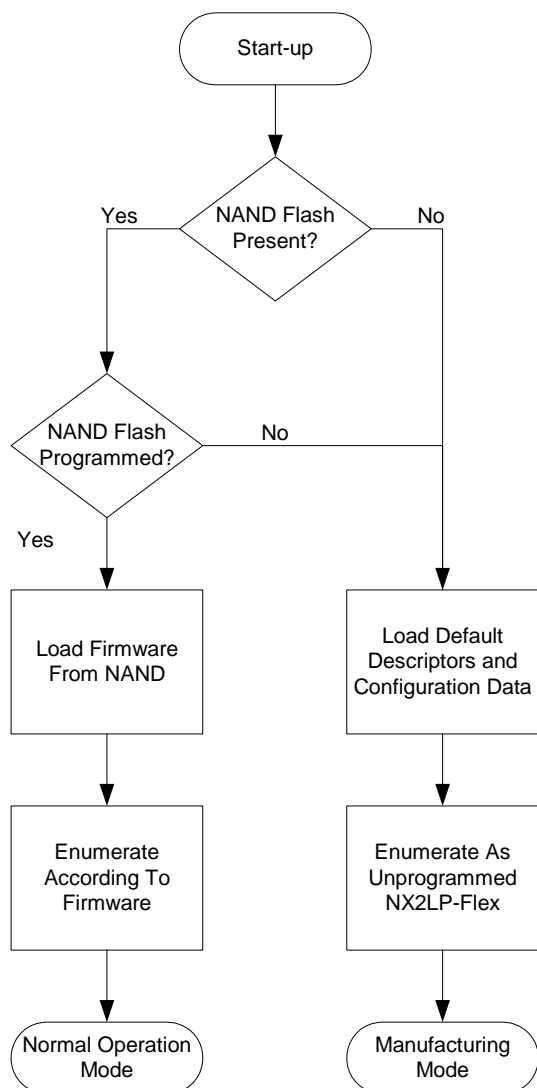 Start-up
NAND Flash
Present?
Yes
No
NAND Flash
Programmed?
No
Yes
Load Firmware
From NAND
Load Default
Descriptors and
Configuration Data
Enumerate
According To
Firmware
Enumerate As
Unprogrammed
NX2LP-Flex
Normal Operation
Mode
Manufacturing
Mode